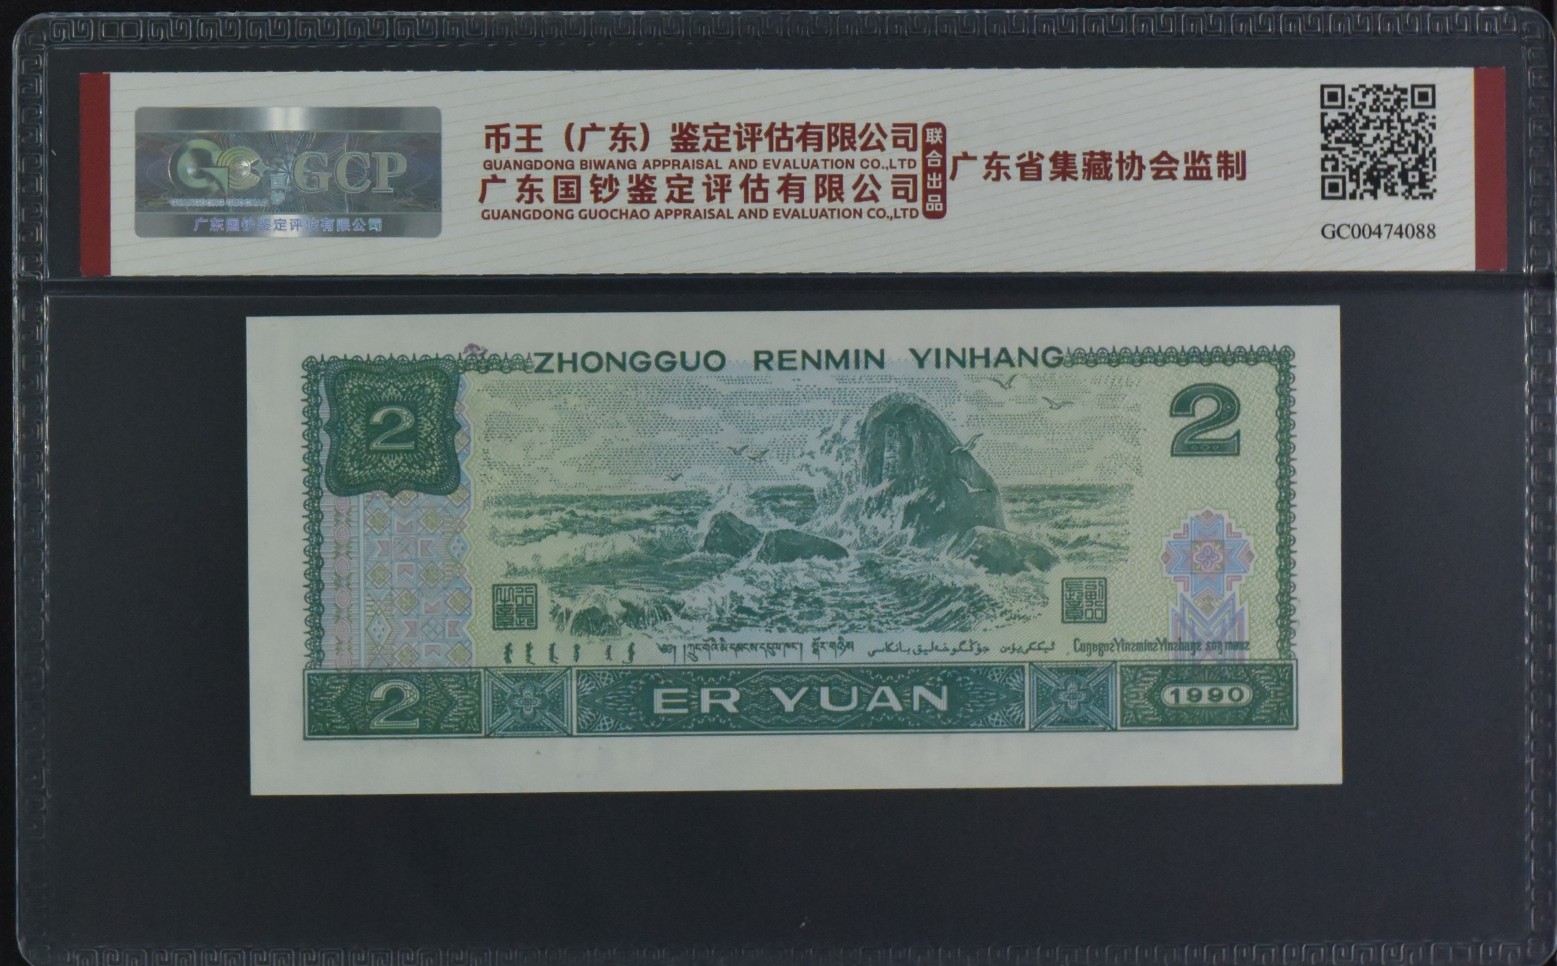 币王（广东）鉴定评估有限公司
GUANGDONG BIWANG APPRAISAL AND EVALUATION CO.,LTD
广东国钞鉴定评估有限公司
GUANGDONG GUOCHAO APPRAISAL AND EVALUATION CO.,LTD
联合出品
广东省集藏协会监制
GCP
广东国钞鉴定评估有限公司
GC00474088
ZHONGGUO RENMIN YINHANG
2
2
2
ER YUAN
1990